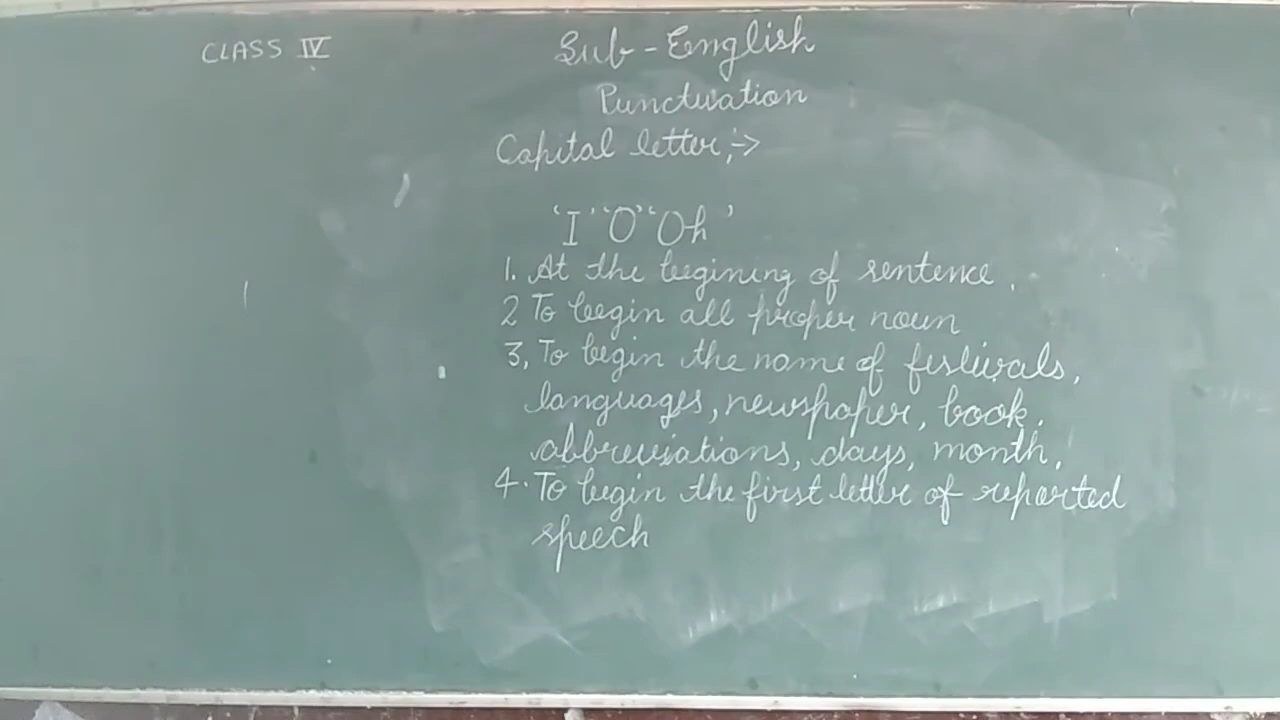 CLASS IV
Sub - English
Punctuation
Capital letter;->
'I' 'O' 'Oh'
1. At the begining of sentence.
2 To begin all proper noun
3, To begin the name of festivals,
languages, newspaper, book,
abbreviations, days, month,
4. To begin the first letter of reported
speech